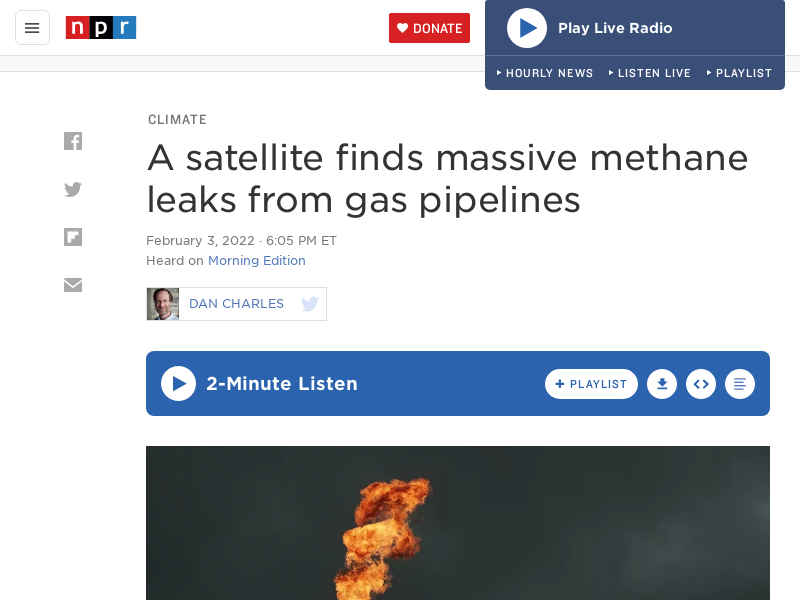 npr
DONATE
Play Live Radio
HOURLY NEWS
LISTEN LIVE
PLAYLIST
CLIMATE
A satellite finds massive methane
leaks from gas pipelines
February 3, 2022 · 6:05 PM ET
Heard on Morning Edition
DAN CHARLES
2-Minute Listen
+ PLAYLIST